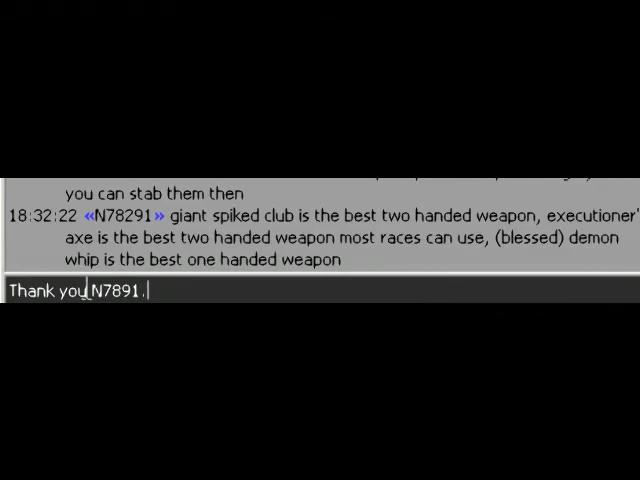 you can stab them then
18:32:22 «N78291» giant spiked club is the best two handed weapon, executioner'
axe is the best two handed weapon most races can use, (blessed) demon
whip is the best one handed weapon
Thank you N7891.